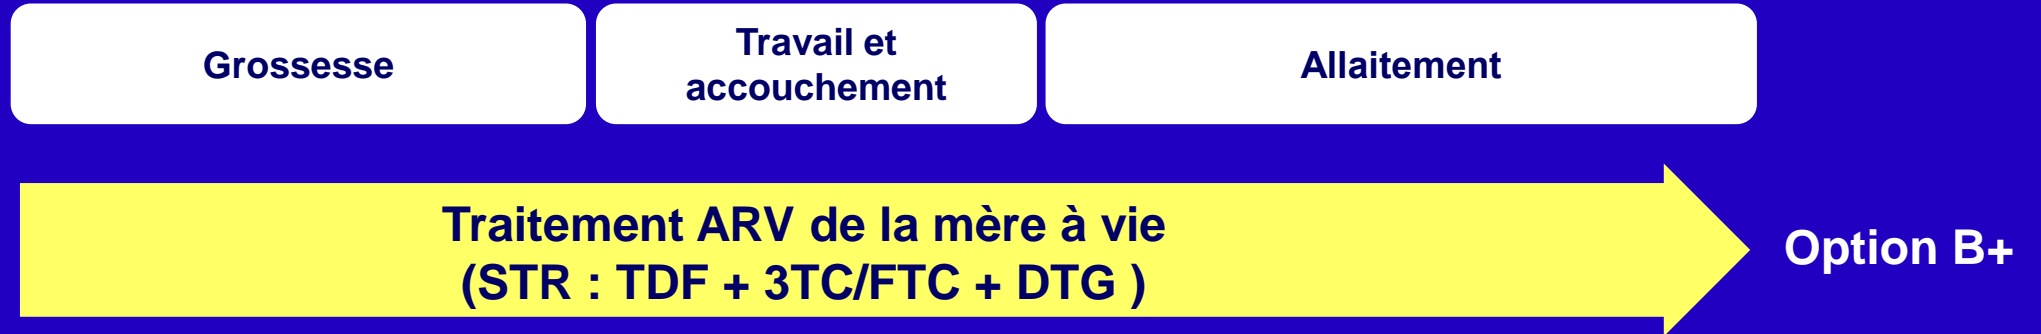 Grossesse
Travail et
accouchement
Allaitement
Traitement ARV de la mère à vie
(STR : TDF + 3TC/FTC + DTG )
Option B+